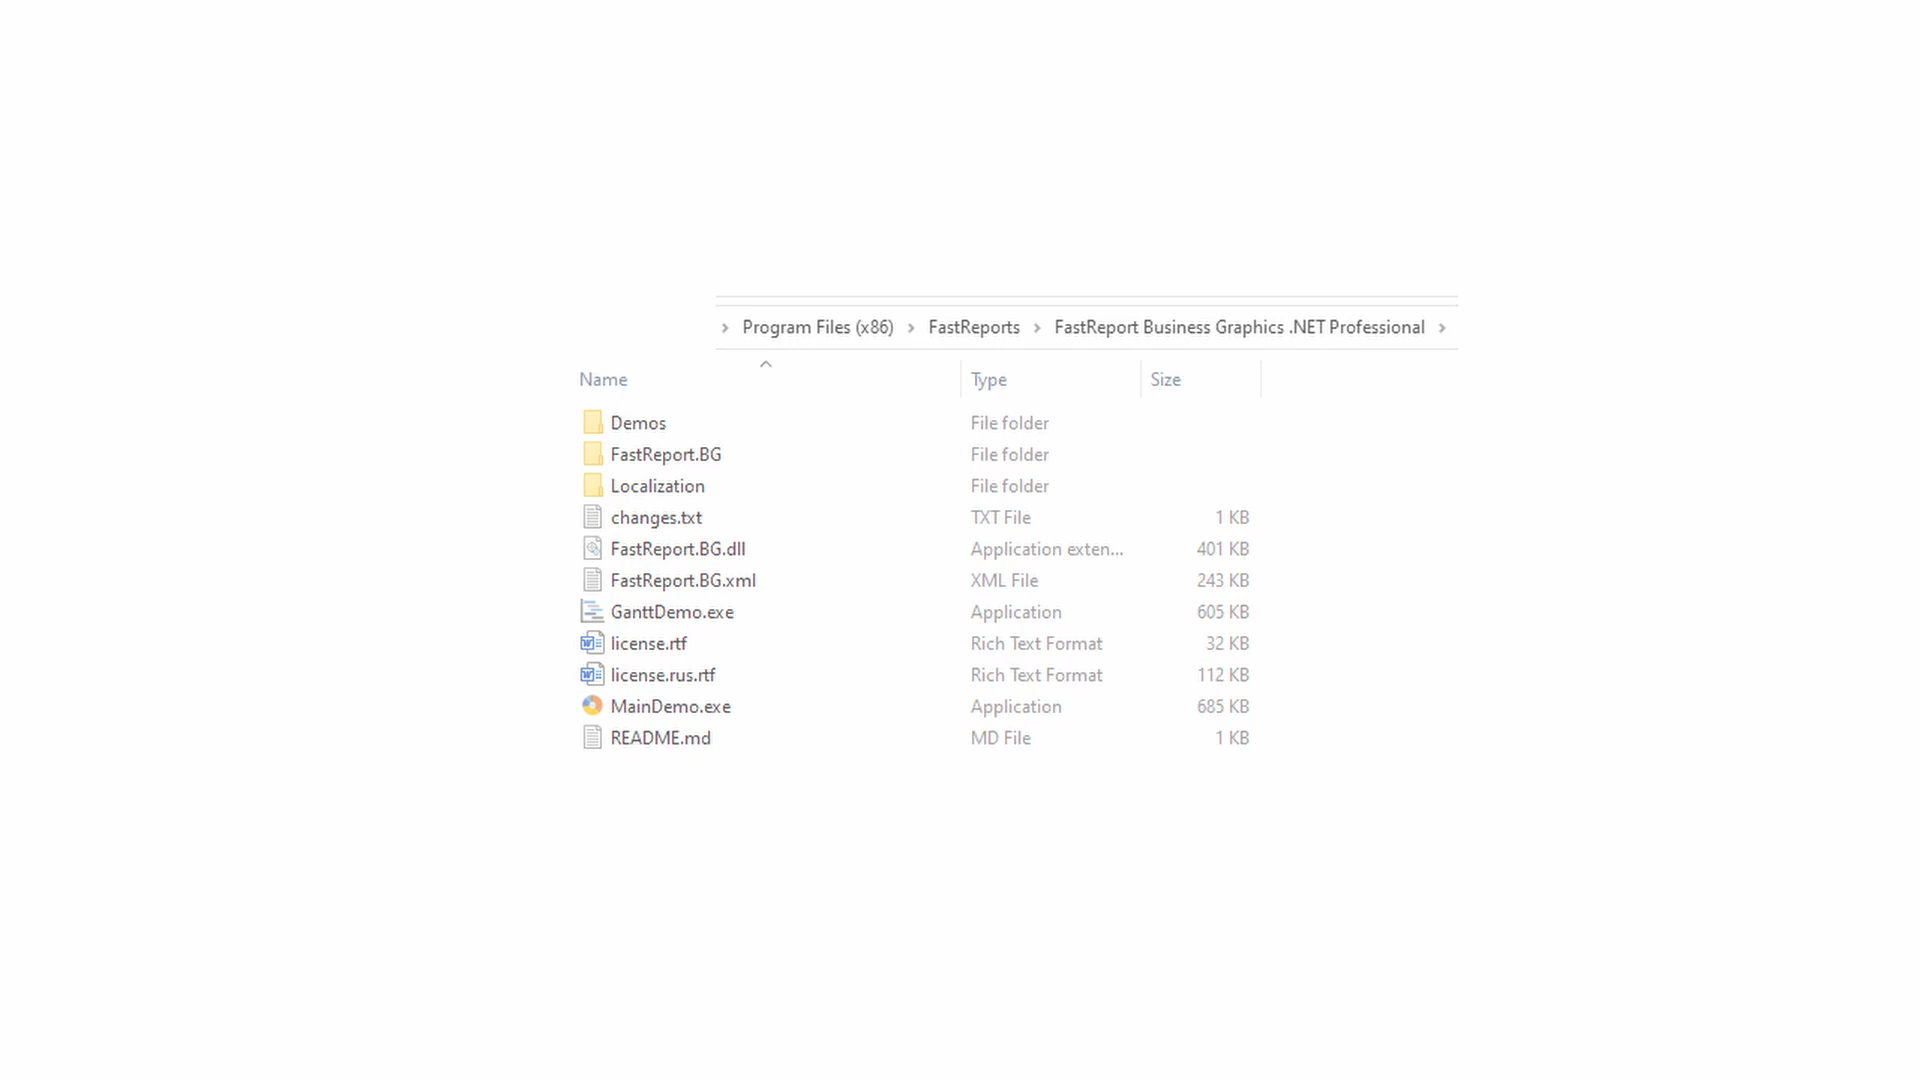 Program Files (x86) > FastReports > FastReport Business Graphics .NET Professional >
Name Type Size
Demos File folder
FastReport.BG File folder
Localization File folder
changes.txt TXT File 1 KB
FastReport.BG.dll Application exten... 401 KB
FastReport.BG.xml XML File 243 KB
GanttDemo.exe Application 605 KB
license.rtf Rich Text Format 32 KB
license.rus.rtf Rich Text Format 112 KB
MainDemo.exe Application 685 KB
README.md MD File 1 KB